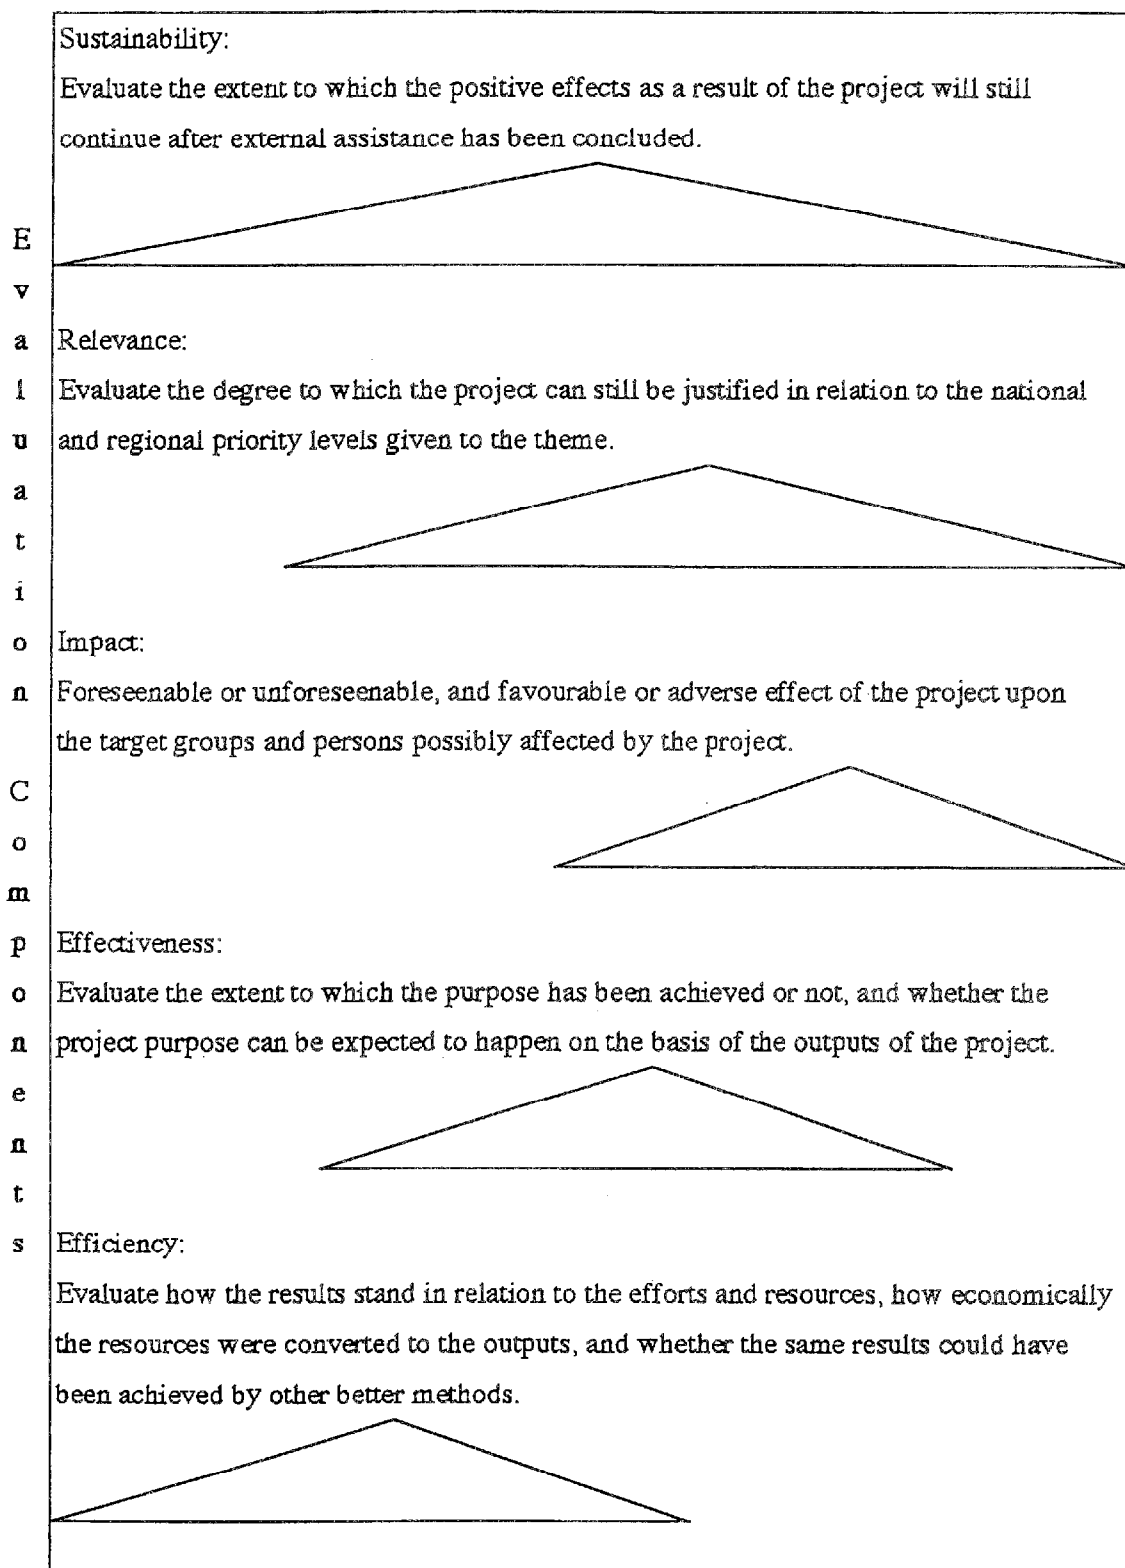 Evaluation Components
Sustainability:
Evaluate the extent to which the positive effects as a result of the project will still
continue after external assistance has been concluded.
Relevance:
Evaluate the degree to which the project can still be justified in relation to the national
and regional priority levels given to the theme.
Impact:
Foreseenable or unforeseenable, and favourable or adverse effect of the project upon
the target groups and persons possibly affected by the project.
Effectiveness:
Evaluate the extent to which the purpose has been achieved or not, and whether the
project purpose can be expected to happen on the basis of the outputs of the project.
Efficiency:
Evaluate how the results stand in relation to the efforts and resources, how economically
the resources were converted to the outputs, and whether the same results could have
been achieved by other better methods.